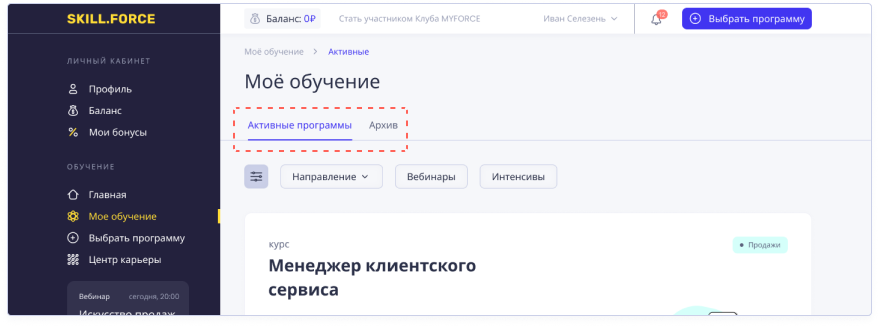 SKILL.FORCE
Баланс: 0₽ Стать участником Клуба MYFORCE Иван Селезень 12 Выбрать программу
ЛИЧНЫЙ КАБИНЕТ
Профиль
Баланс
Мои бонусы
ОБУЧЕНИЕ
Главная
Мое обучение
Выбрать программу
Центр карьеры
Вебинар сегодня, 20:00
Искусство продаж
Моё обучение > Активные
Моё обучение
Активные программы Архив
Направление Вебинары Интенсивы
курс Продажи
Менеджер клиентского
сервиса